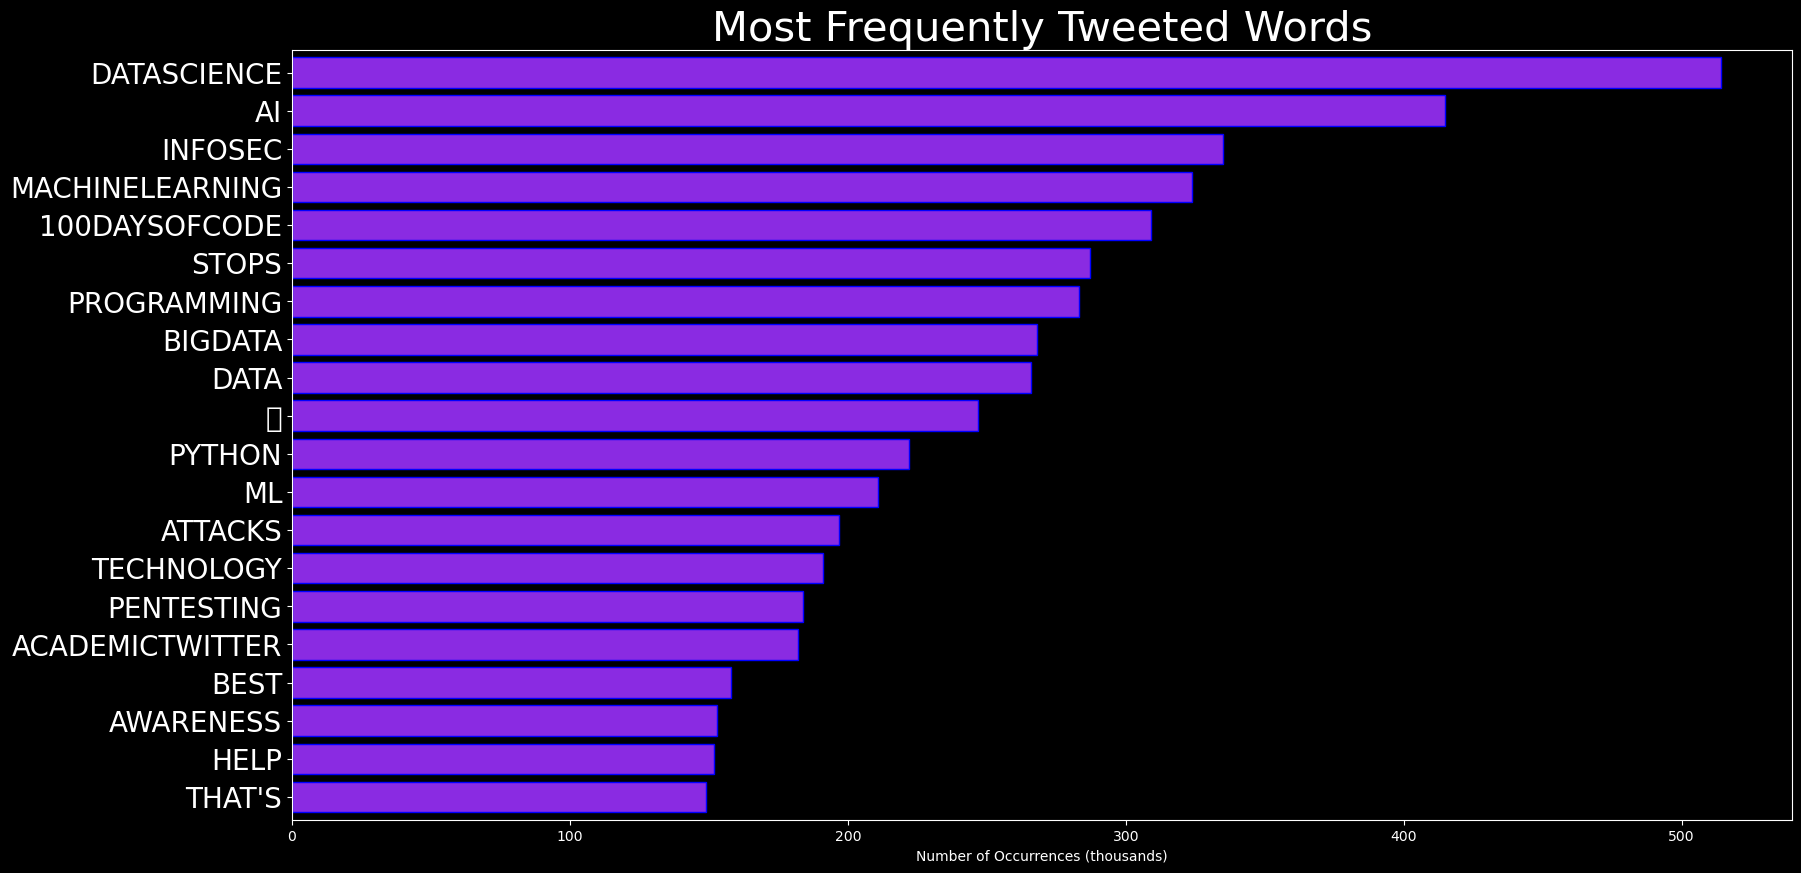 Most Frequently Tweeted Words
DATASCIENCE
AI
INFOSEC
MACHINELEARNING
100DAYSOFCODE
STOPS
PROGRAMMING
BIGDATA
DATA
PYTHON
ML
ATTACKS
TECHNOLOGY
PENTESTING
ACADEMICTWITTER
BEST
AWARENESS
HELP
THAT'S
0 100 200 300 400 500
Number of Occurrences (thousands)